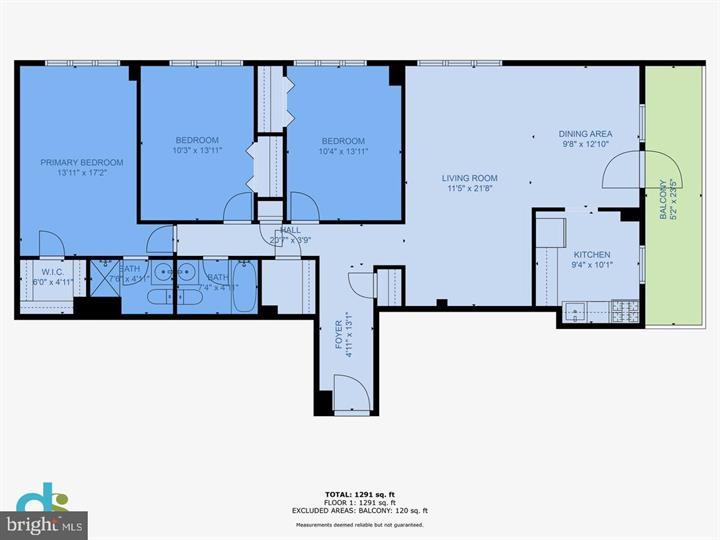 PRIMARY BEDROOM
13'11" x 17'2"
BEDROOM
10'3" x 13'11"
BEDROOM
10'4" x 13'11"
LIVING ROOM
11'5" x 21'8"
DINING AREA
9'8" x 12'10"
BALCONY
5'2" x 23'5"
KITCHEN
9'4" x 10'1"
HALL
20'7" x 3'9"
W.I.C.
6'0" x 4'11"
BATH
7'6" x 4'11"
BATH
7'4" x 4'11"
FOYER
4'11" x 13'1"
TOTAL: 1291 sq. ft
FLOOR 1: 1291 sq. ft
EXCLUDED AREAS: BALCONY: 120 sq. ft
Measurements deemed reliable but not guaranteed.
ds
bright MLS